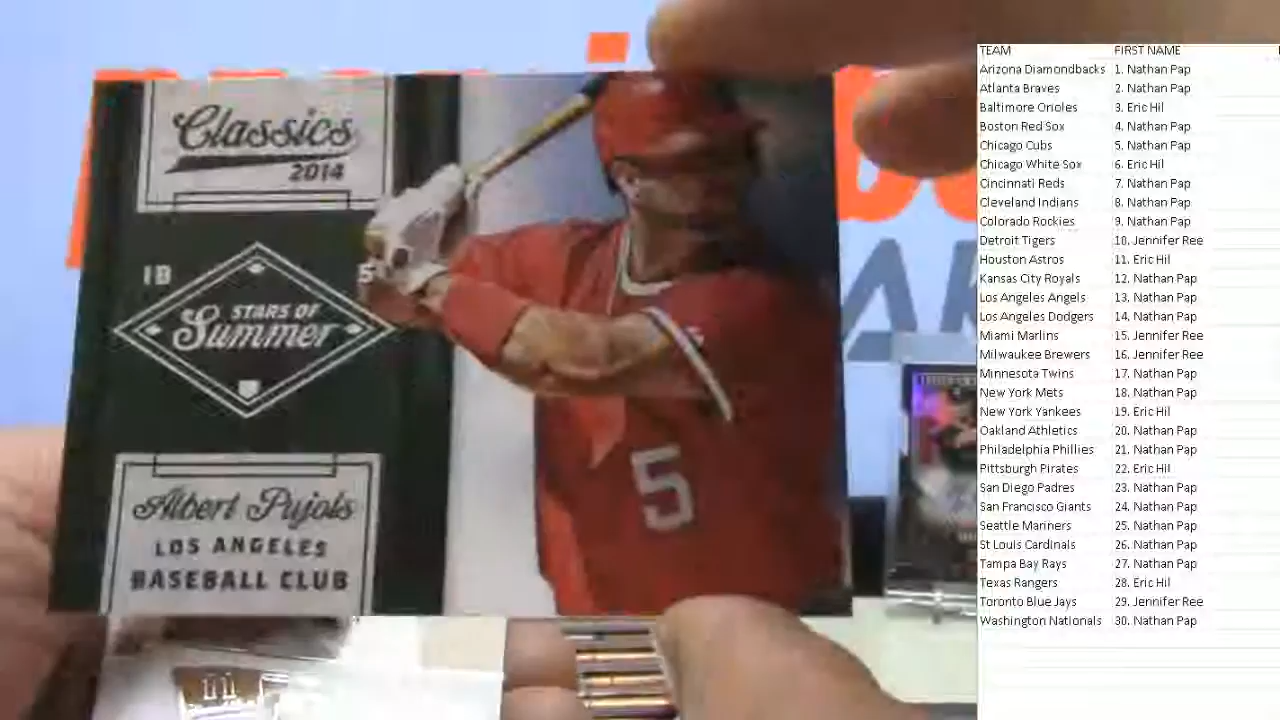 Classics
2014
1B
5
STARS OF
Summer
Albert Pujols
LOS ANGELES
BASEBALL CLUB
5
TEAM FIRST NAME
Arizona Diamondbacks 1. Nathan Pap
Atlanta Braves 2. Nathan Pap
Baltimore Orioles 3. Eric Hil
Boston Red Sox 4. Nathan Pap
Chicago Cubs 5. Nathan Pap
Chicago White Sox 6. Eric Hil
Cincinnati Reds 7. Nathan Pap
Cleveland Indians 8. Nathan Pap
Colorado Rockies 9. Nathan Pap
Detroit Tigers 10. Jennifer Ree
Houston Astros 11. Eric Hil
Kansas City Royals 12. Nathan Pap
Los Angeles Angels 13. Nathan Pap
Los Angeles Dodgers 14. Nathan Pap
Miami Marlins 15. Jennifer Ree
Milwaukee Brewers 16. Jennifer Ree
Minnesota Twins 17. Nathan Pap
New York Mets 18. Nathan Pap
New York Yankees 19. Eric Hil
Oakland Athletics 20. Nathan Pap
Philadelphia Phillies 21. Nathan Pap
Pittsburgh Pirates 22. Eric Hil
San Diego Padres 23. Nathan Pap
San Francisco Giants 24. Nathan Pap
Seattle Mariners 25. Nathan Pap
St Louis Cardinals 26. Nathan Pap
Tampa Bay Rays 27. Nathan Pap
Texas Rangers 28. Eric Hil
Toronto Blue Jays 29. Jennifer Ree
Washington Nationals 30. Nathan Pap